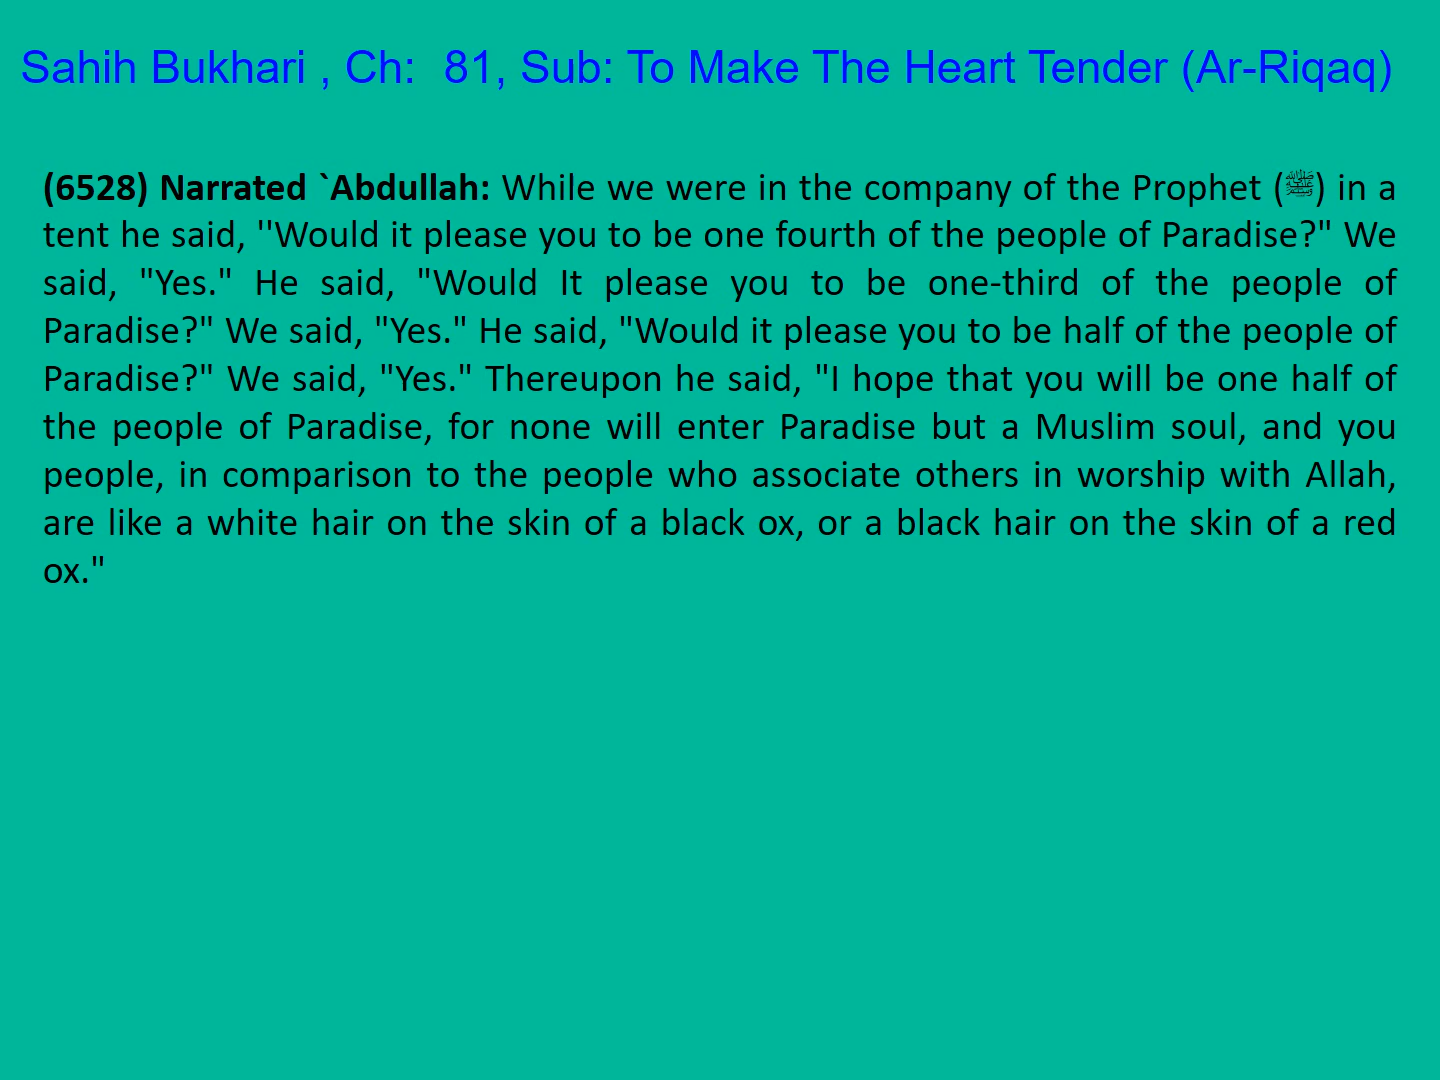 Sahih Bukhari , Ch:  81, Sub: To Make The Heart Tender (Ar-Riqaq)
(6528) Narrated `Abdullah: While we were in the company of the Prophet (ﷺ) in a
tent he said, ''Would it please you to be one fourth of the people of Paradise?" We
said, "Yes." He said, "Would It please you to be one-third of the people of
Paradise?" We said, "Yes." He said, "Would it please you to be half of the people of
Paradise?" We said, "Yes." Thereupon he said, "I hope that you will be one half of
the people of Paradise, for none will enter Paradise but a Muslim soul, and you
people, in comparison to the people who associate others in worship with Allah,
are like a white hair on the skin of a black ox, or a black hair on the skin of a red
ox."